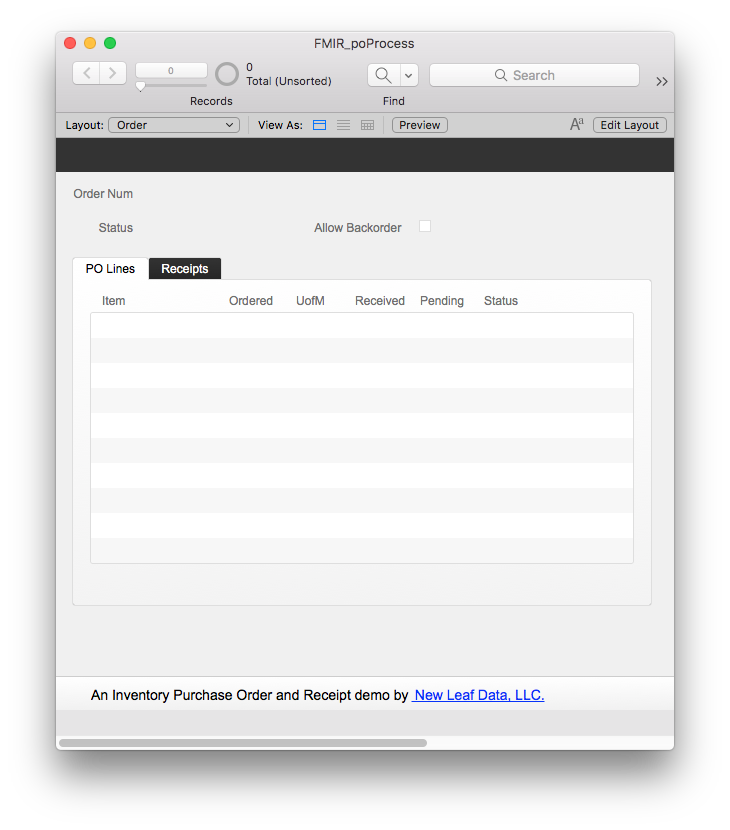 FMIR_poProcess
0
0
Total (Unsorted)
Search
Records
Find
Layout: Order
View As:
Preview
Aa
Edit Layout
Order Num
Status
Allow Backorder
PO Lines
Receipts
Item Ordered UofM Received Pending Status
An Inventory Purchase Order and Receipt demo by New Leaf Data, LLC.